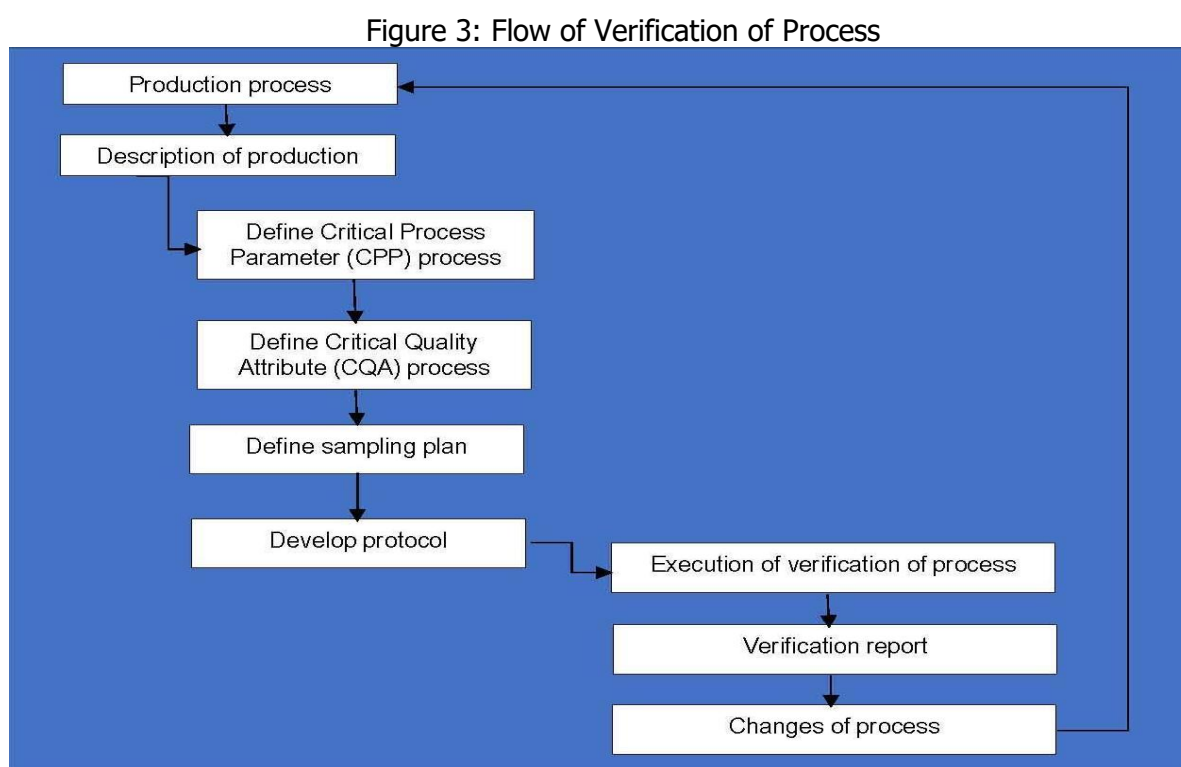 Figure 3: Flow of Verification of Process
Production process
Description of production
Define Critical Process
Parameter (CPP) process
Define Critical Quality
Attribute (CQA) process
Define sampling plan
Develop protocol
Execution of verification of process
Verification report
Changes of process